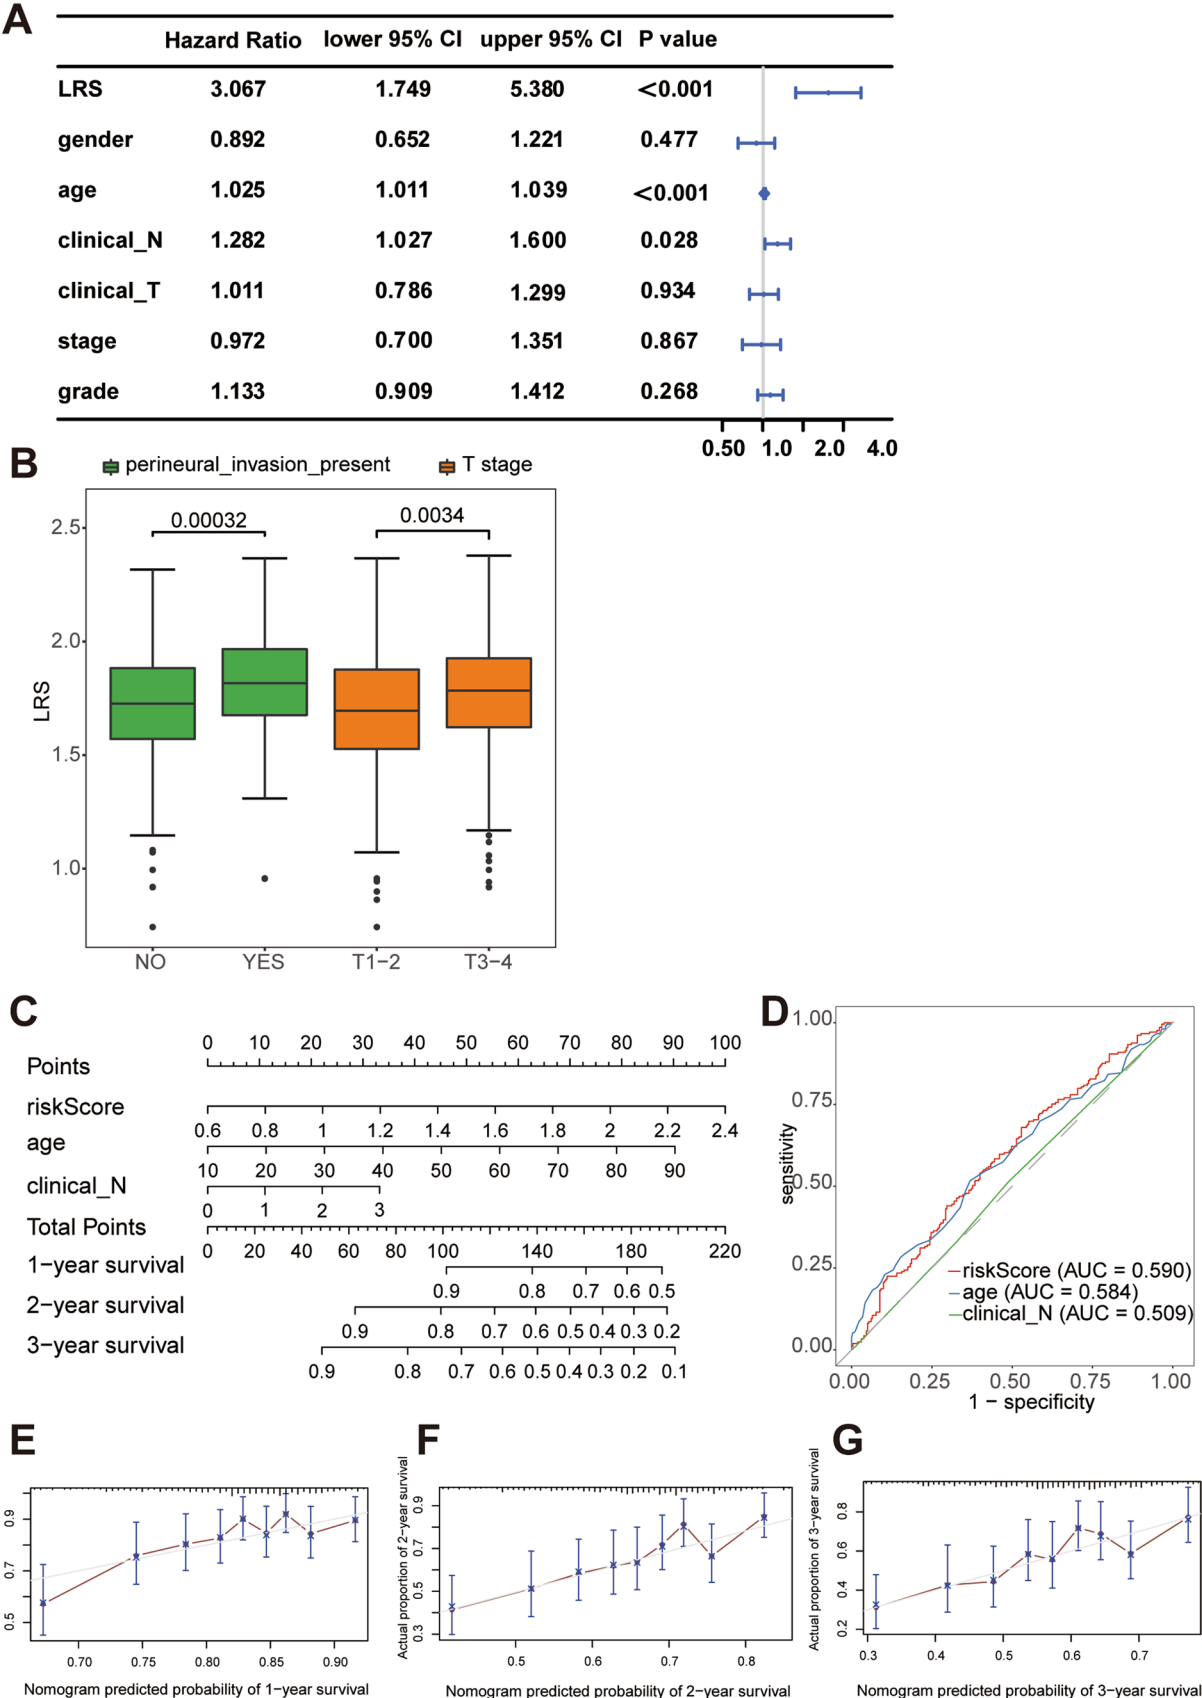 A
Hazard Ratio lower 95% CI upper 95% CI P value
LRS 3.067 1.749 5.380 <0.001
gender 0.892 0.652 1.221 0.477
age 1.025 1.011 1.039 <0.001
clinical_N 1.282 1.027 1.600 0.028
clinical_T 1.011 0.786 1.299 0.934
stage 0.972 0.700 1.351 0.867
grade 1.133 0.909 1.412 0.268
0.50 1.0 2.0 4.0
B
perineural_invasion_present T stage
0.00032 0.0034
2.5
2.0
1.5
1.0
LRS
NO YES T1−2 T3−4
C
0 10 20 30 40 50 60 70 80 90 100
Points
riskScore
0.6 0.8 1 1.2 1.4 1.6 1.8 2 2.2 2.4
age
10 20 30 40 50 60 70 80 90
clinical_N
0 1 2 3
Total Points
0 20 40 60 80 100 140 180 220
1−year survival
0.9 0.8 0.7 0.6 0.5
2−year survival
0.9 0.8 0.7 0.6 0.5 0.4 0.3 0.2
3−year survival
0.9 0.8 0.7 0.6 0.5 0.4 0.3 0.2 0.1
D
1.00
0.75
0.50
0.25
0.00
sensitivity
riskScore (AUC = 0.590)
age (AUC = 0.584)
clinical_N (AUC = 0.509)
0.00 0.25 0.50 0.75 1.00
1 − specificity
E
0.9
0.7
0.5
0.70 0.75 0.80 0.85 0.90
Nomogram predicted probability of 1−year survival
F
Actual proportion of 2−year survival
0.9
0.7
0.5
0.3
0.5 0.6 0.7 0.8
Nomogram predicted probability of 2−year survival
G
Actual proportion of 3−year survival
0.8
0.6
0.4
0.2
0.3 0.4 0.5 0.6 0.7
Nomogram predicted probability of 3−year survival